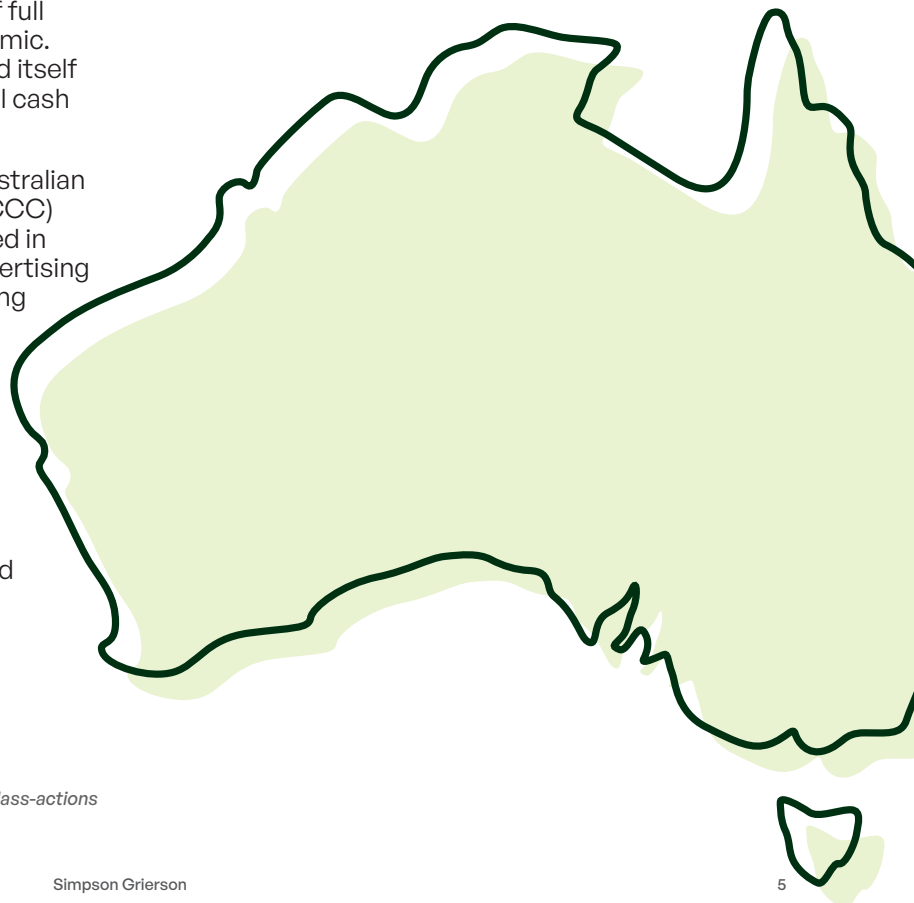 full
mic.
d itself
l cash
stralian
CCC)
ed in
ertising
ng
d
lass-actions
Simpson Grierson
5